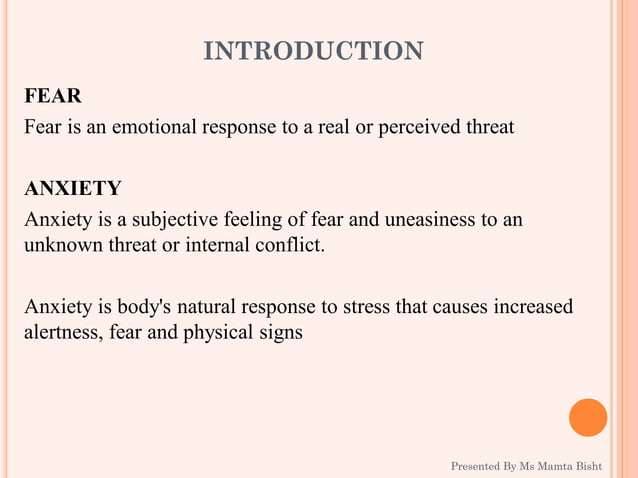 INTRODUCTION
FEAR
Fear is an emotional response to a real or perceived threat
ANXIETY
Anxiety is a subjective feeling of fear and uneasiness to an
unknown threat or internal conflict.
Anxiety is body's natural response to stress that causes increased
alertness, fear and physical signs
Presented By Ms Mamta Bisht